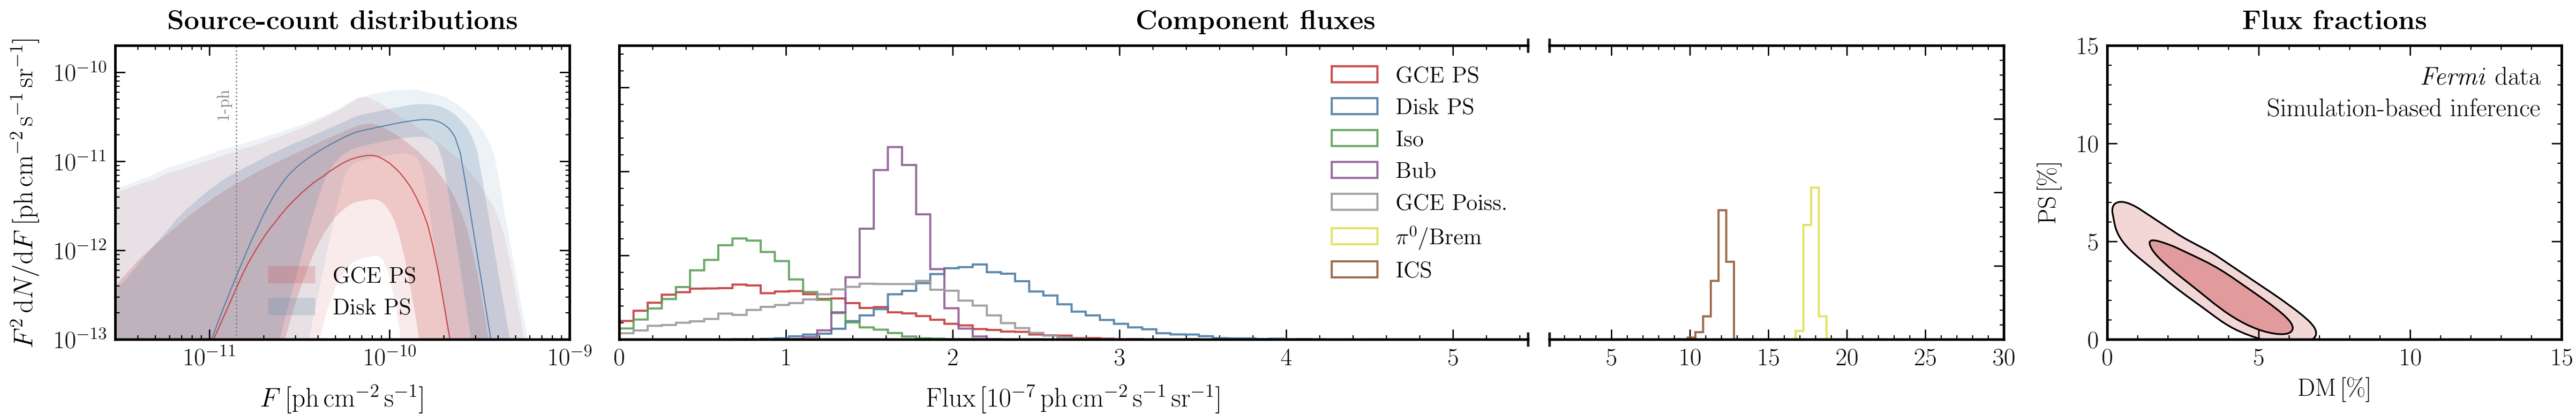 Source-count distributions
F² dN/dF [ph cm⁻² s⁻¹ sr⁻¹]
10⁻¹⁰
10⁻¹¹
10⁻¹²
10⁻¹³
1-ph
GCE PS
Disk PS
10⁻¹¹
10⁻¹⁰
10⁻⁹
F [ph cm⁻² s⁻¹]
Component fluxes
GCE PS
Disk PS
Iso
Bub
GCE Poiss.
π⁰/Brem
ICS
0
1
2
3
4
5
5
10
15
20
25
30
Flux [10⁻⁷ ph cm⁻² s⁻¹ sr⁻¹]
Flux fractions
Fermi data
Simulation-based inference
PS [%]
15
10
5
0
0
5
10
15
DM [%]